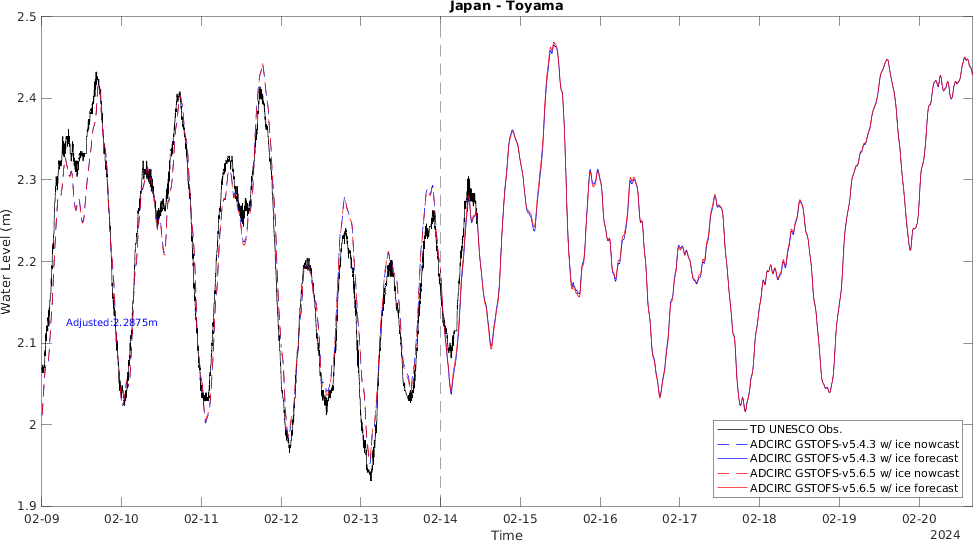 Japan - Toyama
2.5
2.4
2.3
2.2
2.1
2
1.9
Water Level (m)
Adjusted:2.2875m
TD UNESCO Obs.
ADCIRC GSTOFS-v5.4.3 w/ ice nowcast
ADCIRC GSTOFS-v5.4.3 w/ ice forecast
ADCIRC GSTOFS-v5.6.5 w/ ice nowcast
ADCIRC GSTOFS-v5.6.5 w/ ice forecast
02-09 02-10 02-11 02-12 02-13 02-14 02-15 02-16 02-17 02-18 02-19 02-20
Time
2024